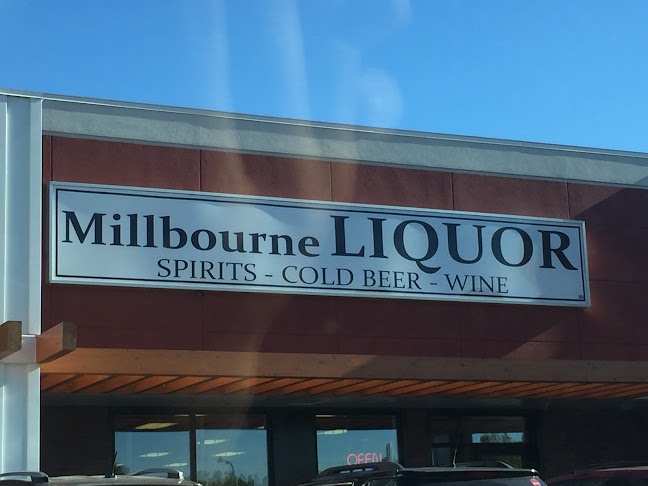 Millbourne LIQUOR
SPIRITS - COLD BEER - WINE
OPEN